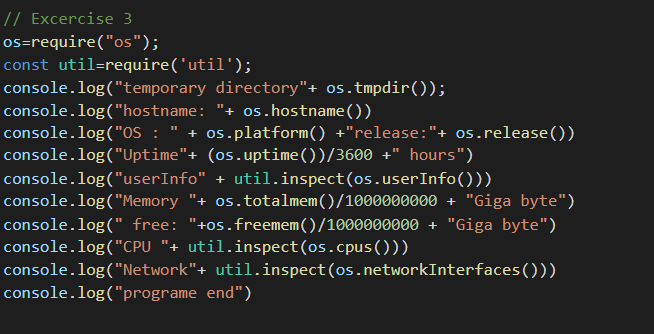 // Excercise 3
os=require("os");
const util=require('util');
console.log("temporary directory"+ os.tmpdir());
console.log("hostname: "+ os.hostname())
console.log("OS : " + os.platform() +"release:"+ os.release())
console.log("Uptime"+ (os.uptime())/3600 +" hours")
console.log("userInfo" + util.inspect(os.userInfo()))
console.log("Memory "+ os.totalmem()/1000000000 + "Giga byte")
console.log(" free: "+os.freemem()/1000000000 + "Giga byte")
console.log("CPU "+ util.inspect(os.cpus()))
console.log("Network"+ util.inspect(os.networkInterfaces()))
console.log("programe end")